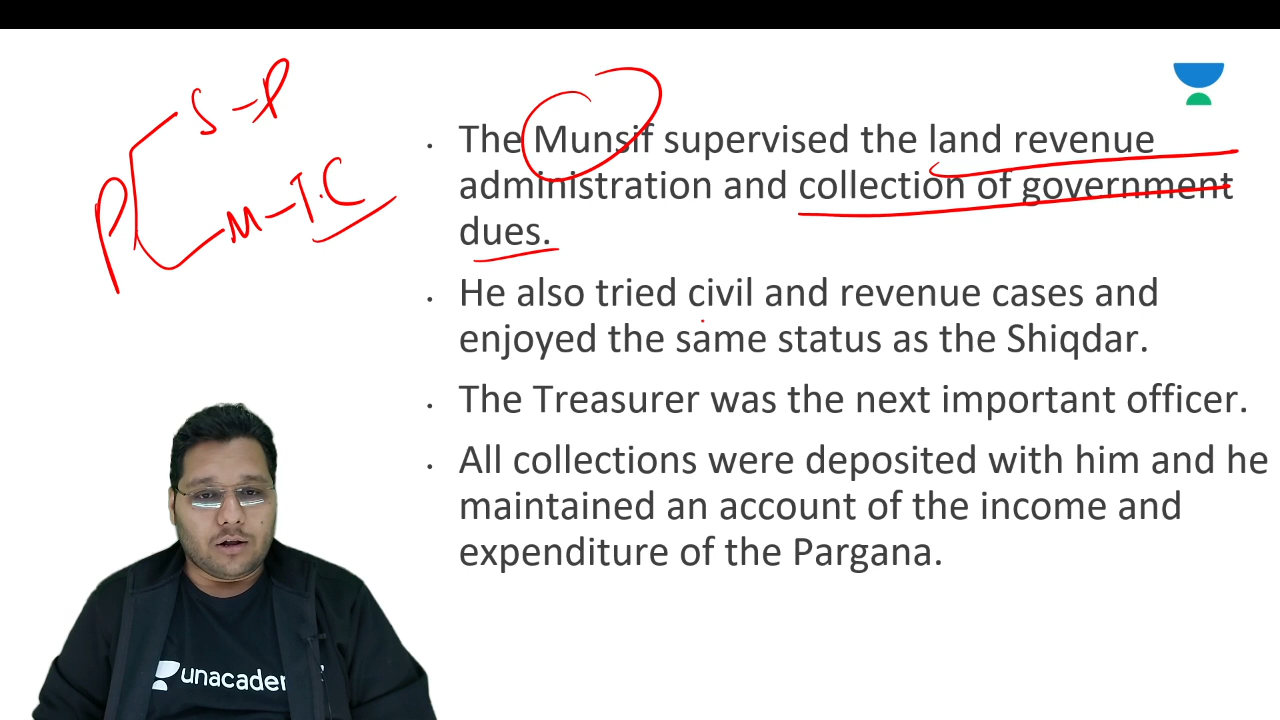 S-P
P
M-T.C
The Munsif supervised the land revenue
administration and collection of government
dues.
He also tried civil and revenue cases and
enjoyed the same status as the Shiqdar.
The Treasurer was the next important officer.
All collections were deposited with him and he
maintained an account of the income and
expenditure of the Pargana.